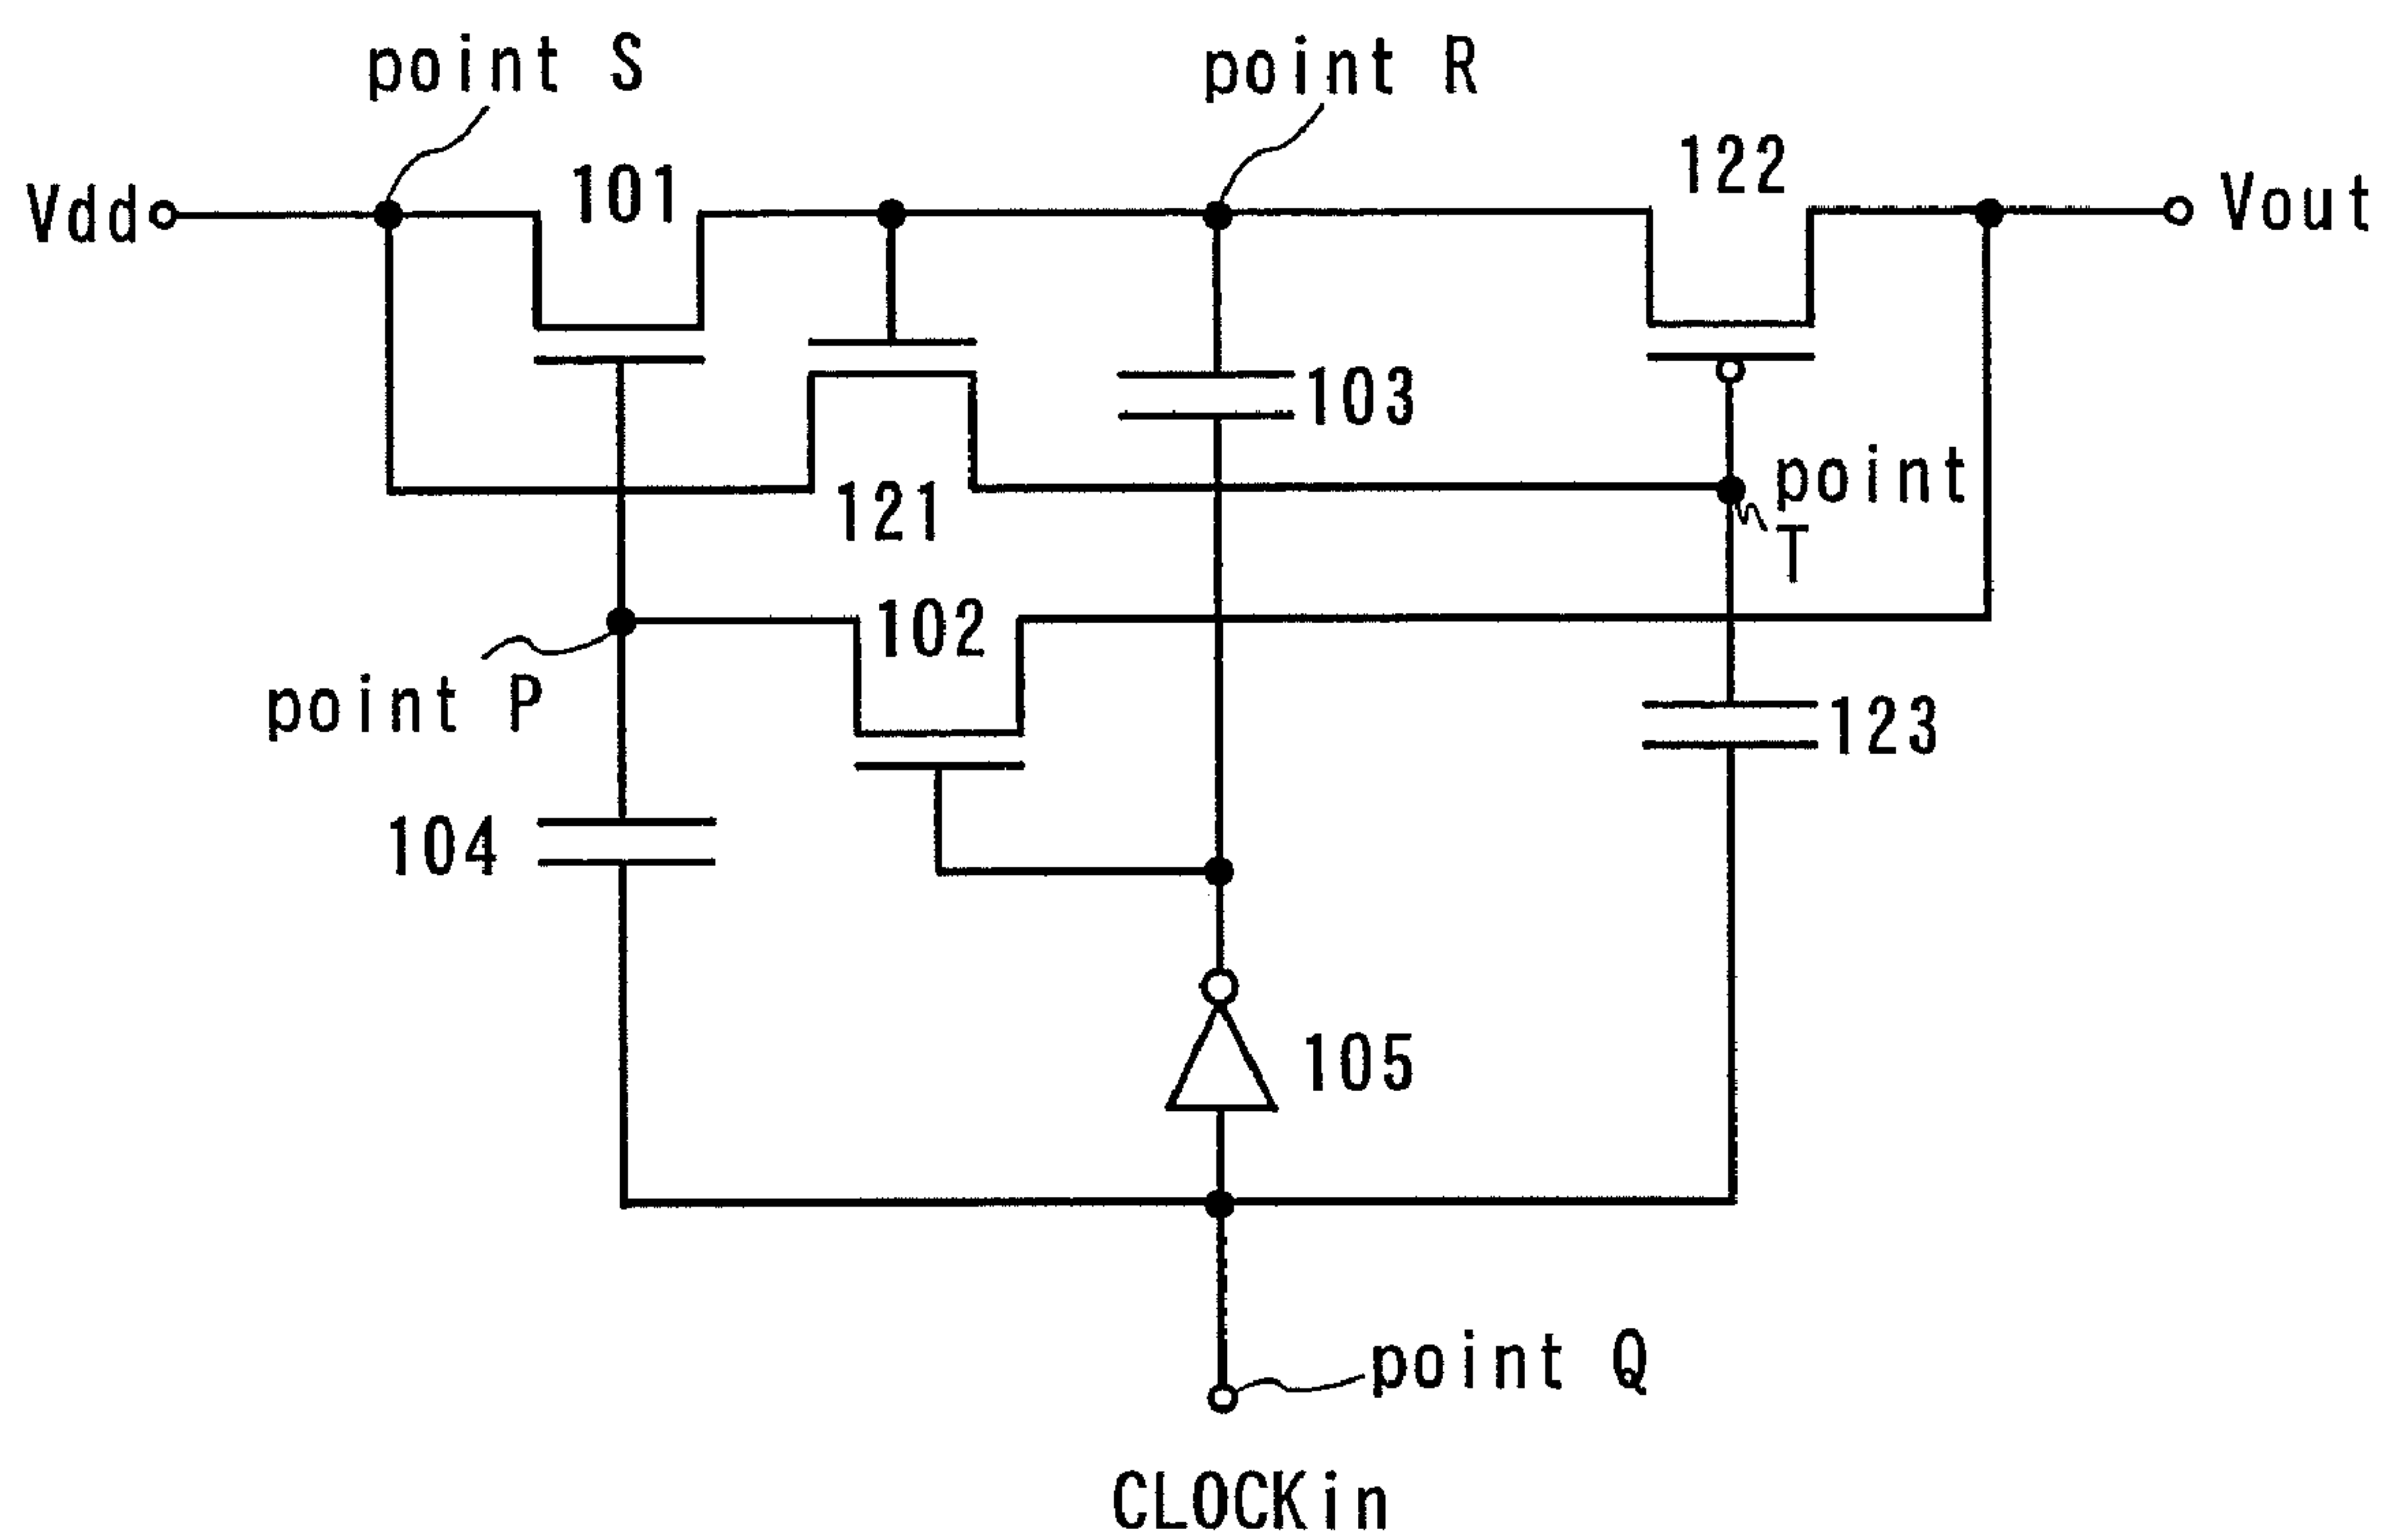 point S
point R
122
101
Vdd
Vout
103
point
T
121
102
point P
123
104
105
point Q
CLOCKin